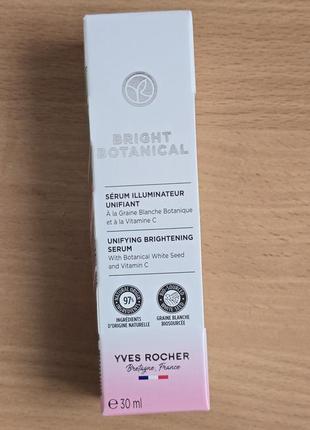 BRIGHT
BOTANICAL
SÉRUM ILLUMINATEUR
UNIFIANT
À la Graine Blanche Botanique
et à la Vitamine C
UNIFYING BRIGHTENING
SERUM
With Botanical White Seed
and Vitamin C
97%
INGRÉDIENTS
D'ORIGINE NATURELLE
GRAINE BLANCHE
BIOSOURCÉE
YVES ROCHER
Bretagne, France
℮ 30 ml